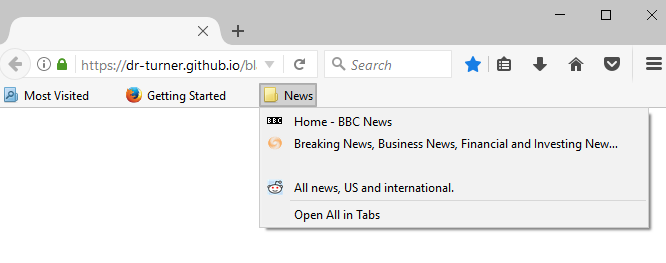 https://dr-turner.github.io/bl
Search
Most Visited
Getting Started
News
BBC
Home - BBC News
Breaking News, Business News, Financial and Investing New...
All news, US and international.
Open All in Tabs